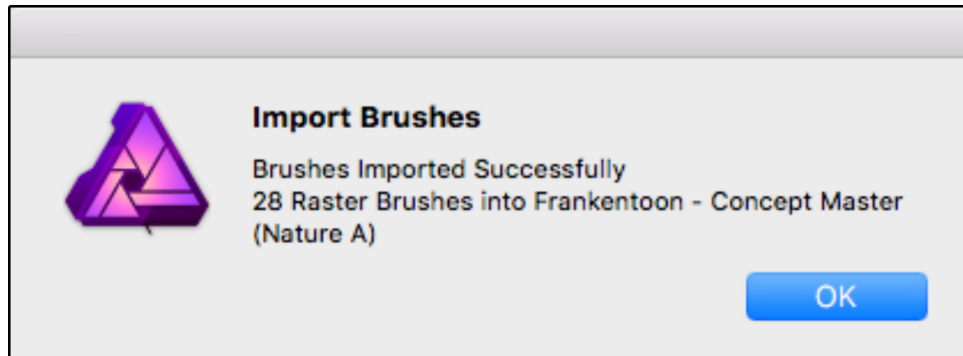 Import Brushes
Brushes Imported Successfully
28 Raster Brushes into Frankentoon - Concept Master
(Nature A)
OK